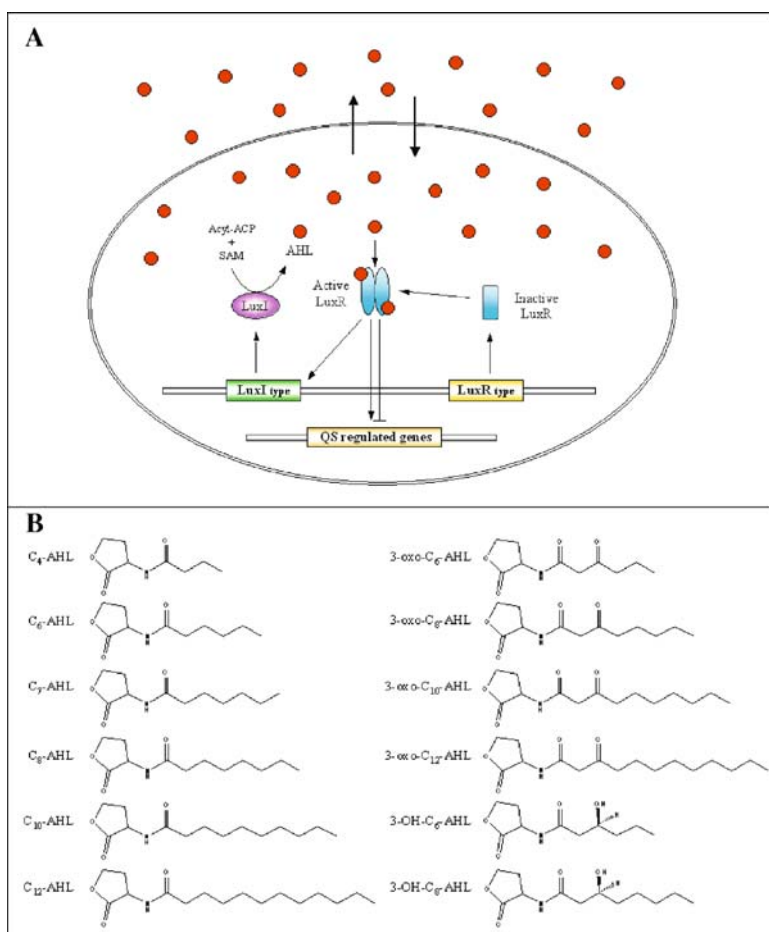 A
Acyl-ACP
+
SAM
AHL
LuxI
Active
LuxR
Inactive
LuxR
LuxI type
LuxR type
QS regulated genes
B
C4-AHL
C6-AHL
C7-AHL
C8-AHL
C10-AHL
C12-AHL
3-oxo-C6-AHL
3-oxo-C8-AHL
3-oxo-C10-AHL
3-oxo-C12-AHL
3-OH-C6-AHL
3-OH-C8-AHL